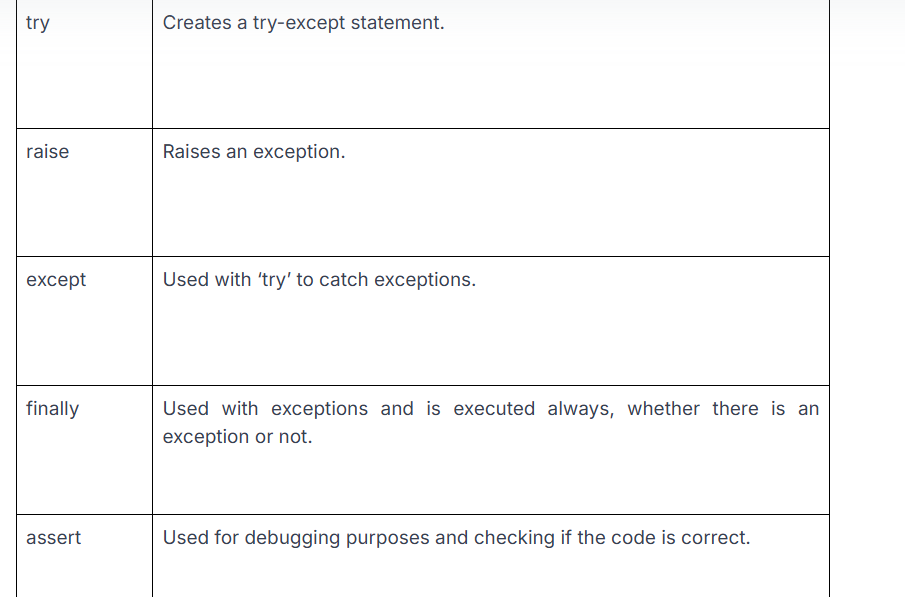 try
Creates a try-except statement.
raise
Raises an exception.
except
Used with ‘try’ to catch exceptions.
finally
Used with exceptions and is executed always, whether there is an
exception or not.
assert
Used for debugging purposes and checking if the code is correct.